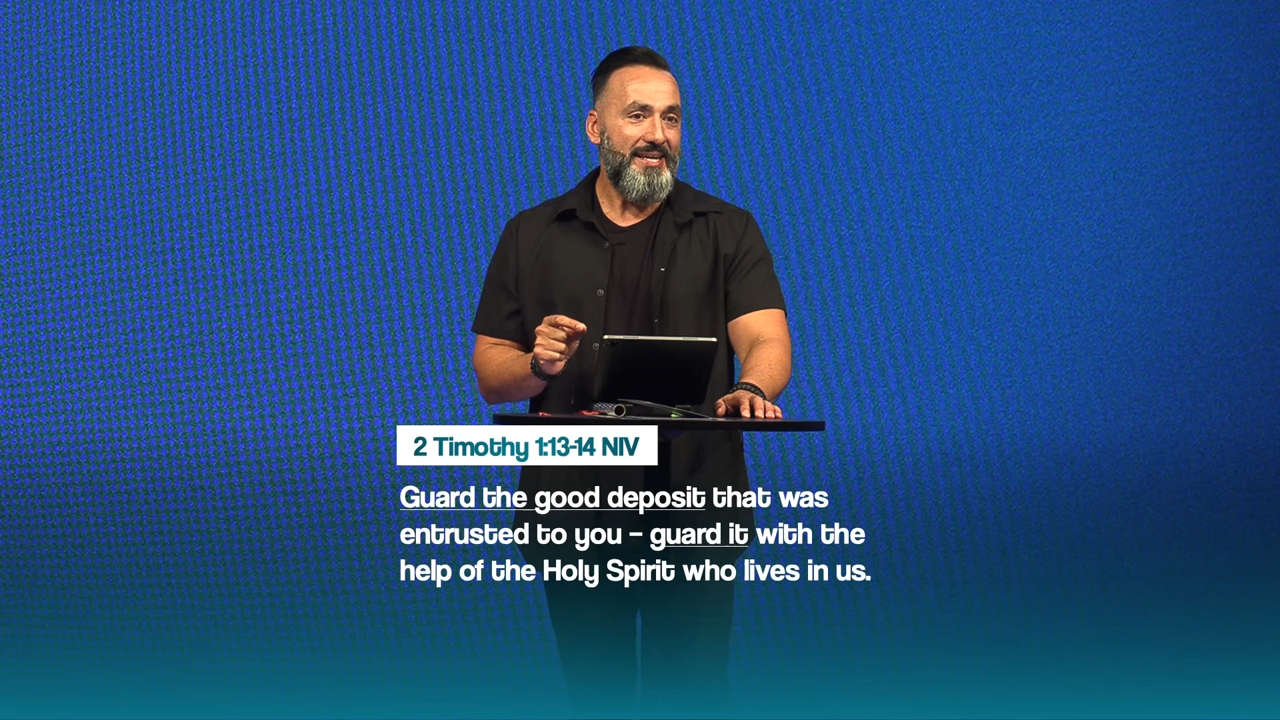 2 Timothy 1:13-14 NIV
Guard the good deposit that was
entrusted to you – guard it with the
help of the Holy Spirit who lives in us.